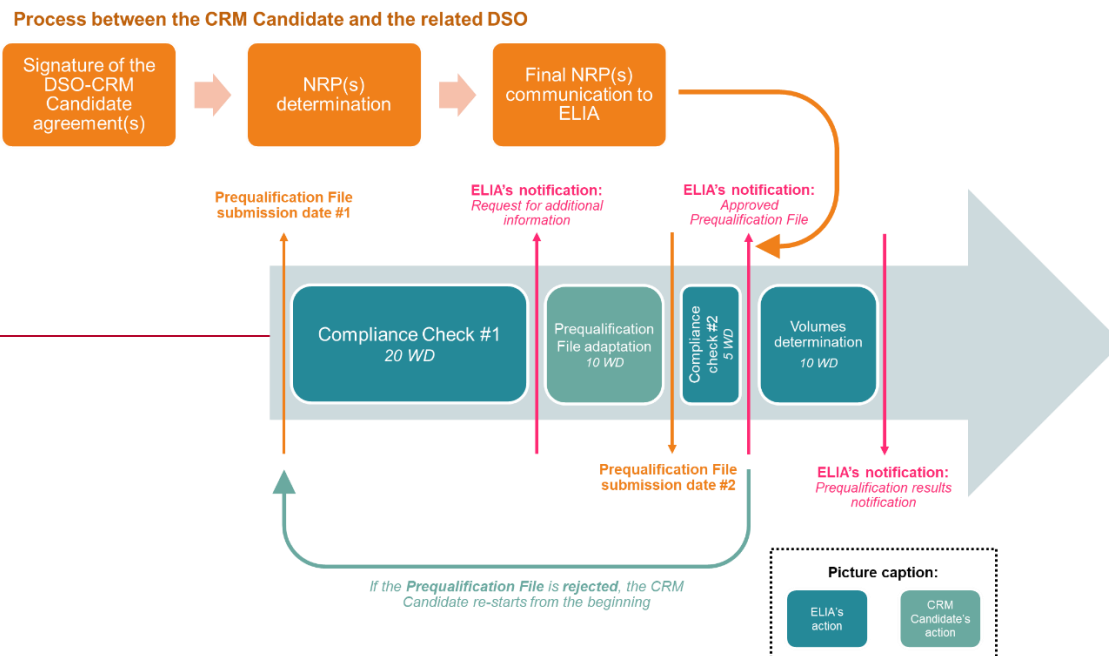 Process between the CRM Candidate and the related DSO
Signature of the
DSO-CRM
Candidate
agreement(s)
NRP(s)
determination
Final NRP(s)
communication to
ELIA
Prequalification File
submission date #1
ELIA's notification:
Request for additional
information
ELIA's notification:
Approved
Prequalification File
Compliance Check #1
20 WD
Prequalification
File adaptation
10 WD
Compliance
check #2
5 WD
Volumes
determination
10 WD
Prequalification File
submission date #2
ELIA's notification:
Prequalification results
notification
If the Prequalification File is rejected, the CRM
Candidate re-starts from the beginning
Picture caption:
ELIA's
action
CRM
Candidate's
action